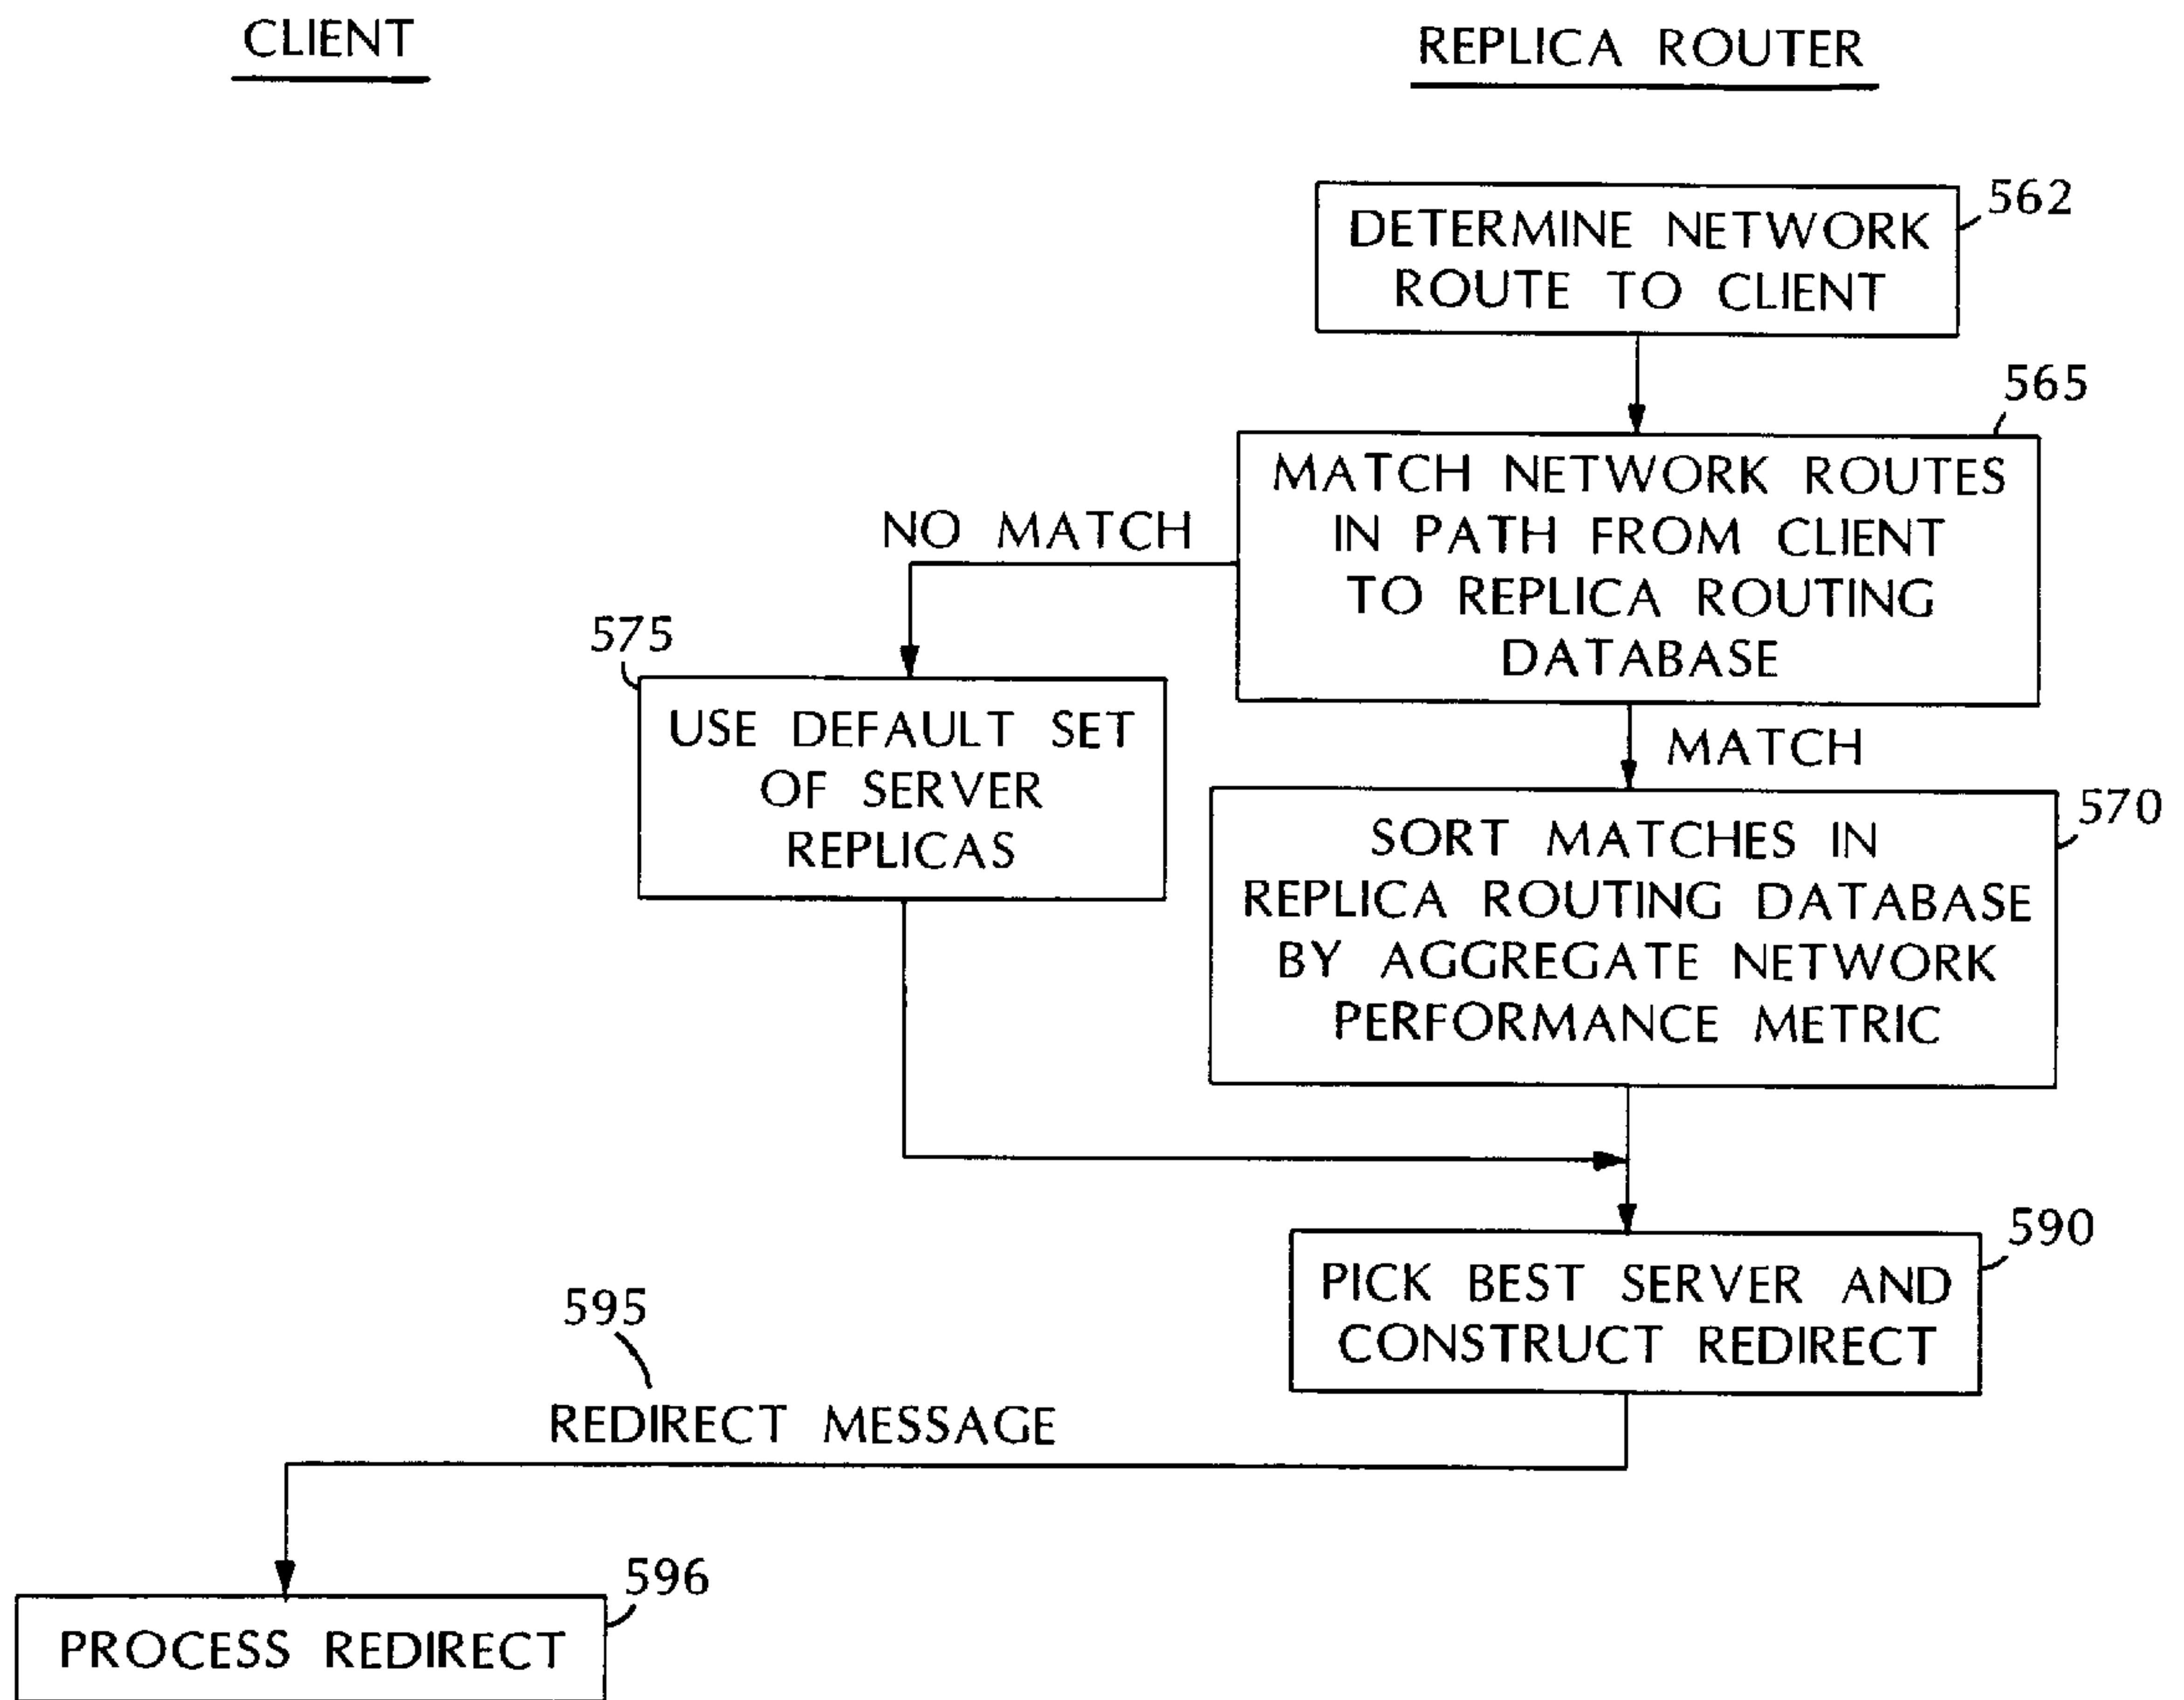 CLIENT
REPLICA ROUTER
562
DETERMINE NETWORK
ROUTE TO CLIENT
565
MATCH NETWORK ROUTES
IN PATH FROM CLIENT
TO REPLICA ROUTING
DATABASE
NO MATCH
575
USE DEFAULT SET
OF SERVER
REPLICAS
MATCH
570
SORT MATCHES IN
REPLICA ROUTING DATABASE
BY AGGREGATE NETWORK
PERFORMANCE METRIC
590
PICK BEST SERVER AND
CONSTRUCT REDIRECT
595
REDIRECT MESSAGE
596
PROCESS REDIRECT